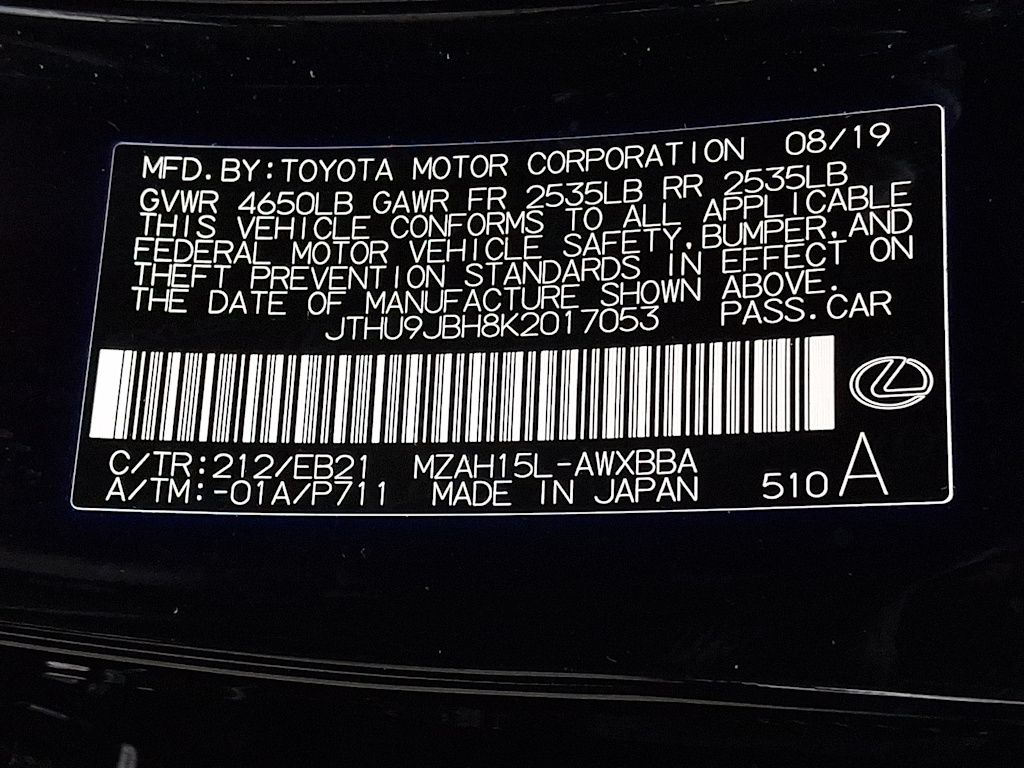 MFD. BY: TOYOTA MOTOR CORPORATION 08/19
GVWR 4650LB GAWR FR 2535LB RR 2535LB
THIS VEHICLE CONFORMS TO ALL APPLICABLE
FEDERAL MOTOR VEHICLE SAFETY, BUMPER, AND
THEFT PREVENTION STANDARDS IN EFFECT ON
THE DATE OF MANUFACTURE SHOWN ABOVE.
JTHU9JBH8K2017053 PASS. CAR
C/TR: 212/EB21 MZAH15L-AWXBBA
A/TM: -01A/P711 MADE IN JAPAN 510 A